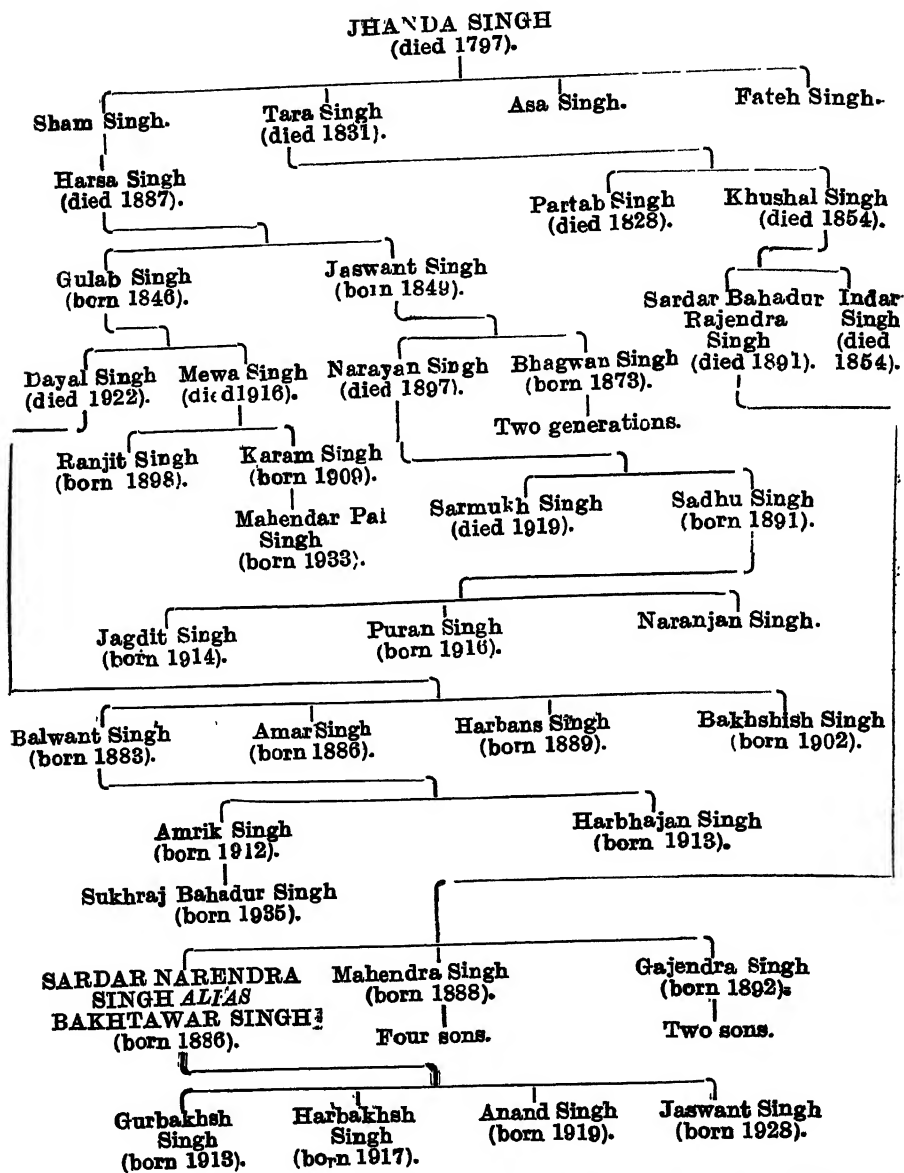 JHANDA SINGH
(died 1797).
Sham Singh.
Tara Singh
(died 1831).
Asa Singh.
Fateh Singh.
Harsa Singh
(died 1887).
Partab Singh
(died 1828).
Khushal Singh
(died 1854).
Gulab Singh
(born 1846).
Jaswant Singh
(born 1849).
Sardar Bahadur
Rajendra
Singh
(died 1891).
Indar
Singh
(died
1854).
Dayal Singh
(died 1922).
Mewa Singh
(died 1916).
Narayan Singh
(died 1897).
Bhagwan Singh
(born 1873).
Two generations.
Ranjit Singh
(born 1898).
Karam Singh
(born 1909).
Mahendar Pal
Singh
(born 1933).
Sarmukh Singh
(died 1919).
Sadhu Singh
(born 1891).
Jagdit Singh
(born 1914).
Puran Singh
(born 1916).
Naranjan Singh.
Balwant Singh
(born 1883).
Amar Singh
(born 1886).
Harbans Singh
(born 1889).
Bakhshish Singh
(born 1902).
Amrik Singh
(born 1912).
Harbhajan Singh
(born 1913).
Sukhraj Bahadur Singh
(born 1935).
SARDAR NARENDRA
SINGH ALIAS
BAKHTAWAR SINGH
(born 1886).
Mahendra Singh
(born 1888).
Four sons.
Gajendra Singh
(born 1892).
Two sons.
Gurbakhsh
Singh
(born 1913).
Harbakhsh
Singh
(born 1917).
Anand Singh
(born 1919).
Jaswant Singh
(born 1928).